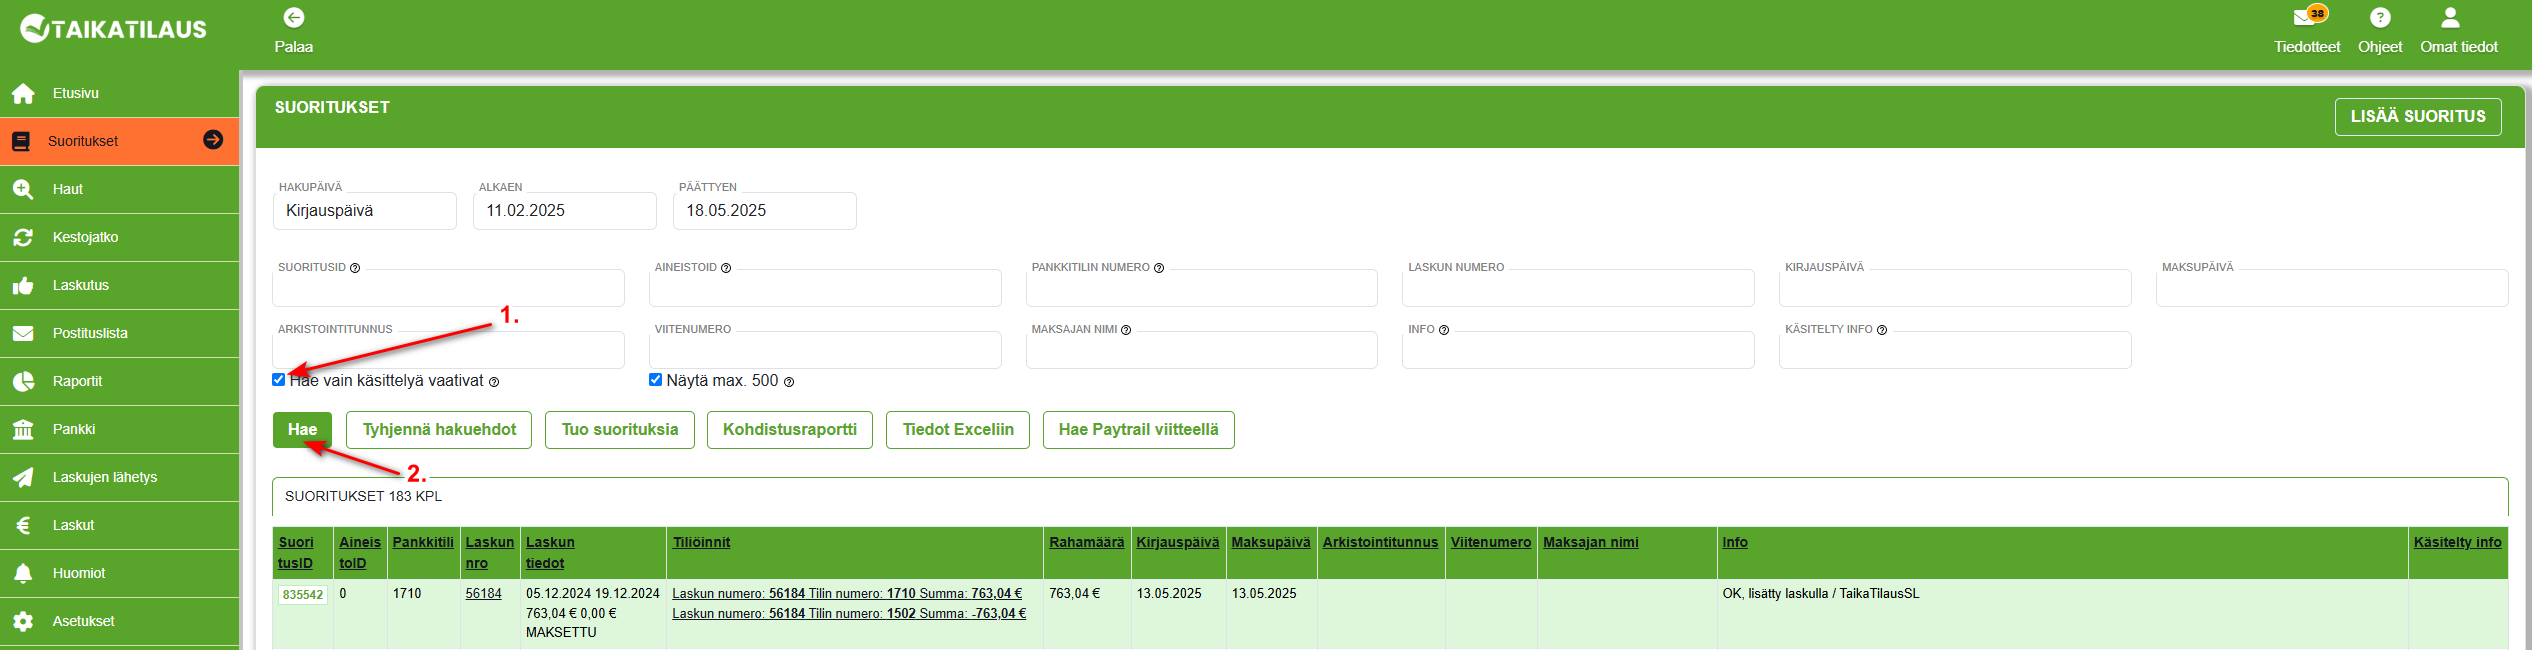 TAIKATILAUS
Palaa
38
Tiedotteet
Ohjeet
Omat tiedot
Etusivu
Suoritukset
Haut
Kestojatko
Laskutus
Postituslista
Raportit
Pankki
Laskujen lähetys
Laskut
Huomiot
Asetukset
SUORITUKSET
LISÄÄ SUORITUS
HAKUPÄIVÄ ALKAEN PÄÄTTYEN
Kirjauspäivä 11.02.2025 18.05.2025
SUORITUSID AINEISTOID PANKKITILIN NUMERO LASKUN NUMERO KIRJAUSPÄIVÄ MAKSUPÄIVÄ
1.
ARKISTOINTITUNNUS VIITENUMERO MAKSAJAN NIMI INFO KÄSITELTY INFO
Hae vain käsittelyä vaativat Näytä max. 500
Hae Tyhjennä hakuehdot Tuo suorituksia Kohdistusraportti Tiedot Exceliin Hae Paytrail viitteellä
2.
SUORITUKSET 183 KPL
Suori Aineis Pankkitili Laskun Laskun Tiliöinnit Rahamäärä Kirjauspäivä Maksupäivä Arkistointitunnus Viitenumero Maksajan nimi Info Käsitelty info
tusID toID nro tiedot
835542 0 1710 56184 05.12.2024 19.12.2024 Laskun numero: 56184 Tilin numero: 1710 Summa: 763,04 € 763,04 € 13.05.2025 13.05.2025 OK, lisätty laskulla / TaikaTilausSL
763,04 € 0,00 € Laskun numero: 56184 Tilin numero: 1502 Summa: -763,04 €
MAKSETTU